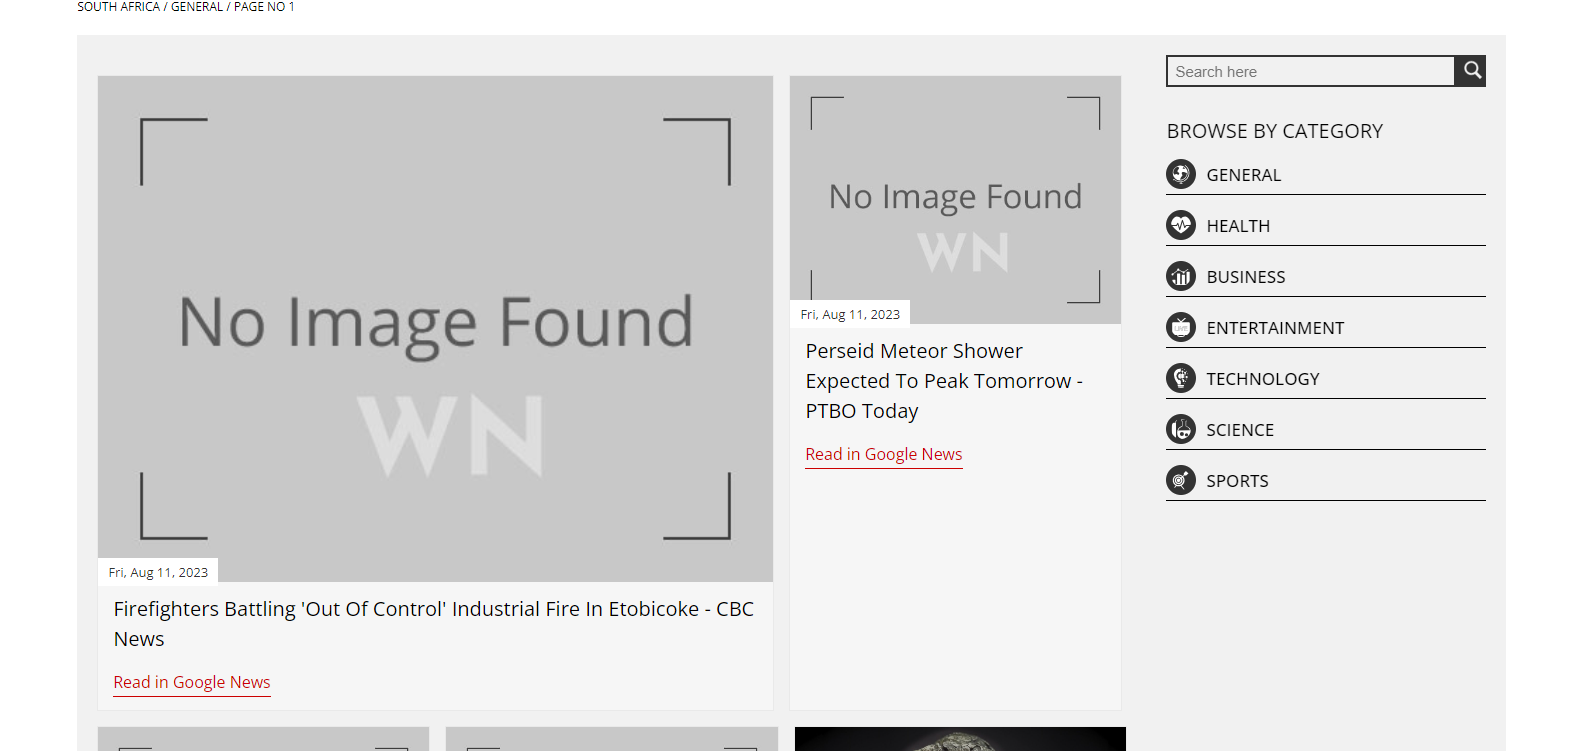 SOUTH AFRICA / GENERAL / PAGE NO 1
No Image Found
WN
Fri, Aug 11, 2023
Firefighters Battling 'Out Of Control' Industrial Fire In Etobicoke - CBC
News
Read in Google News
No Image Found
WN
Fri, Aug 11, 2023
Perseid Meteor Shower
Expected To Peak Tomorrow -
PTBO Today
Read in Google News
Search here
BROWSE BY CATEGORY
GENERAL
HEALTH
BUSINESS
LIVE
ENTERTAINMENT
TECHNOLOGY
SCIENCE
SPORTS